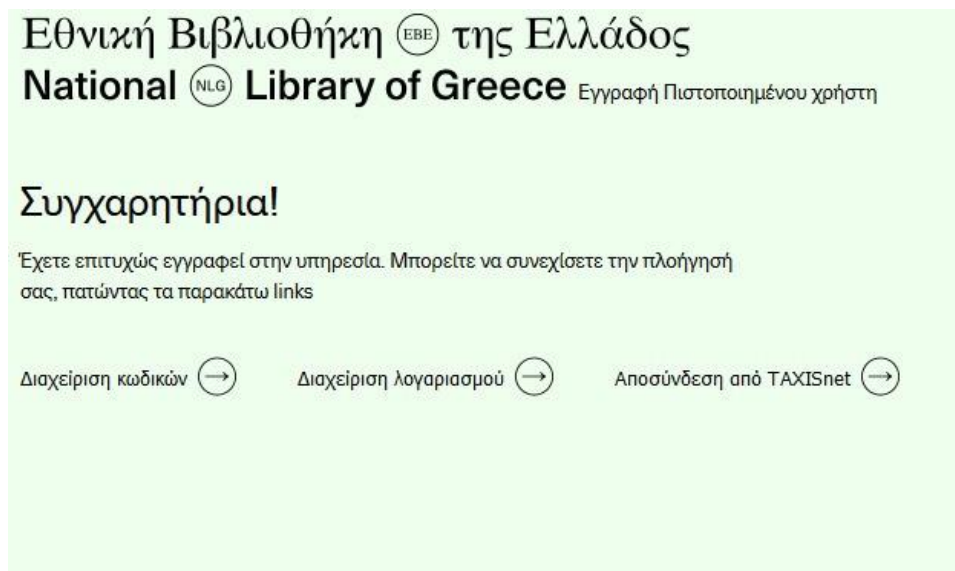 Εθνική Βιβλιοθήκη ΕΒΕ της Ελλάδος
National NLG Library of Greece Εγγραφή Πιστοποιημένου χρήστη
Συγχαρητήρια!
Έχετε επιτυχώς εγγραφεί στην υπηρεσία. Μπορείτε να συνεχίσετε την πλοήγησή
σας, πατώντας τα παρακάτω links
Διαχείριση κωδικών → Διαχείριση λογαριασμού → Αποσύνδεση από TAXISnet →